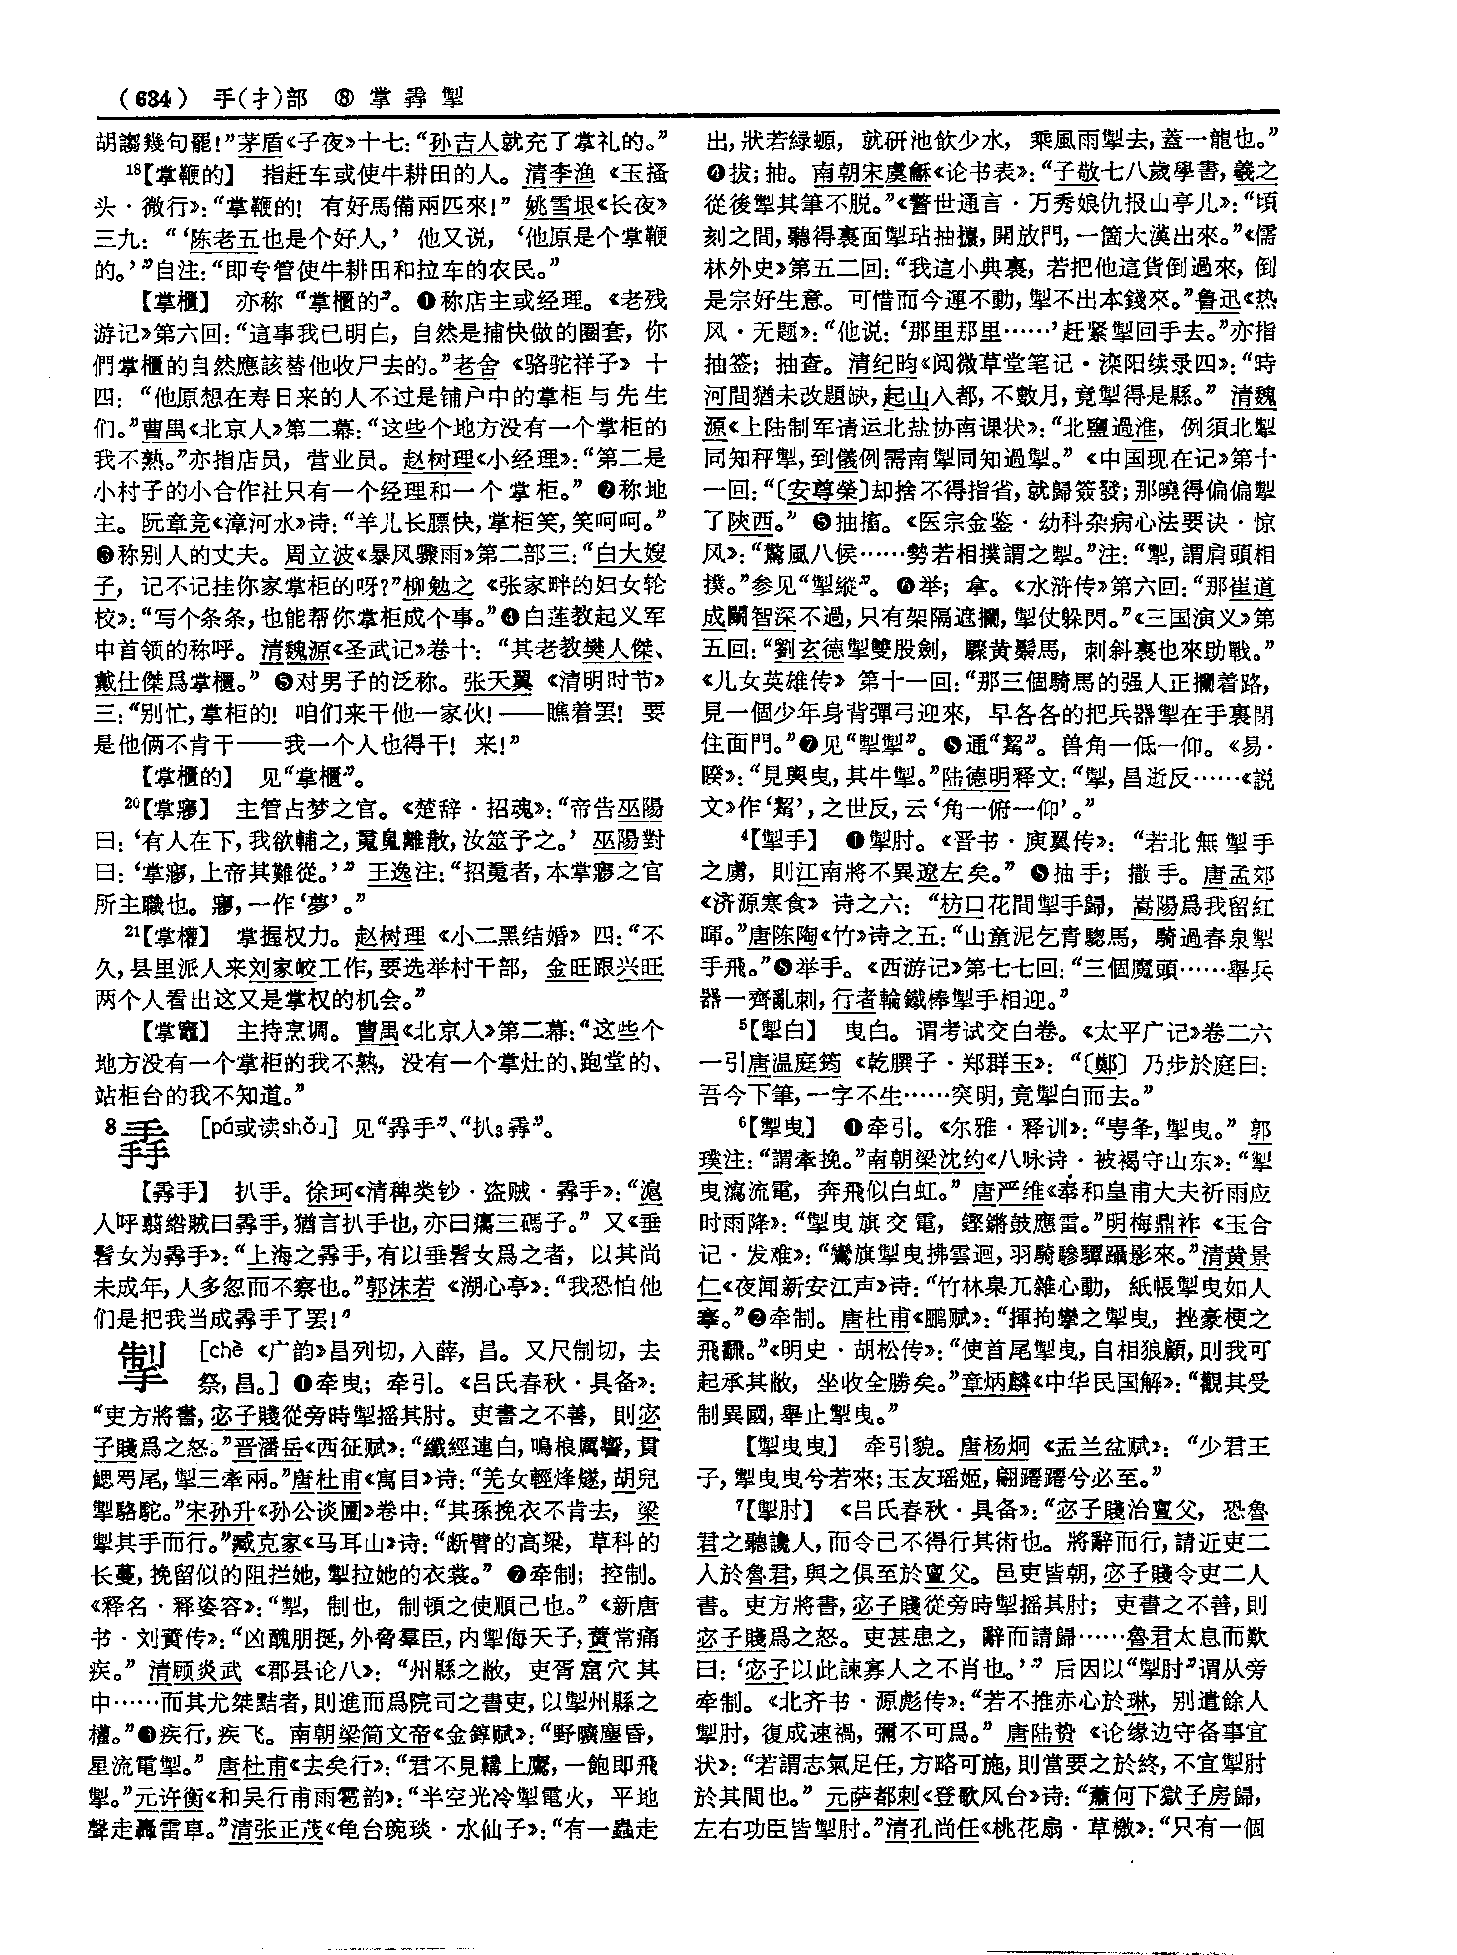 （634） 手(扌)部 ⑧ 掌 掱 掣
胡謅幾句罷！”茅盾《子夜》十七：“孙吉人就充了掌礼的。”
18【掌鞭的】 指赶车或使牛耕田的人。清李渔《玉搔
头·微行》：“掌鞭的！有好馬備兩匹來！”姚雪垠《长夜》
三九：“‘陈老五也是个好人，’他又说，‘他原是个掌鞭
的。’”自注：“即专管使牛耕田和拉车的农民。”
【掌櫃】 亦称“掌櫃的”。❶称店主或经理。《老残
游记》第六回：“這事我已明白，自然是捕快做的圈套，你
們掌櫃的自然應該替他收尸去的。”老舍《骆驼祥子》十
四：“他原想在寿日来的人不过是铺户中的掌柜与先生
们。”曹禺《北京人》第二幕：“这些个地方没有一个掌柜的
我不熟。”亦指店员，营业员。赵树理《小经理》：“第二是
小村子的小合作社只有一个经理和一个掌柜。”❷称地
主。阮章竞《漳河水》诗：“羊儿长膘快，掌柜笑，笑呵呵。”
❸称别人的丈夫。周立波《暴风骤雨》第二部三：“白大嫂
子，记不记挂你家掌柜的呀？”柳勉之《张家畔的妇女轮
校》：“写个条条，也能帮你掌柜成个事。”❹白莲教起义军
中首领的称呼。清魏源《圣武记》卷十：“其老教樊人傑、
戴仕傑爲掌櫃。”❺对男子的泛称。张天翼《清明时节》
三：“别忙，掌柜的！咱们来干他一家伙！——瞧着罢！要
是他俩不肯干——我一个人也得干！来！”
【掌櫃的】 见“掌櫃”。
20【掌寢】 主管占梦之官。《楚辞·招魂》：“帝告巫陽
曰：‘有人在下，我欲輔之，魂魄離散，汝筮予之。’巫陽對
曰：‘掌㝱，上帝其難從。’”王逸注：“招魂者，本掌㝱之官
所主職也。㝱，一作‘夢’。”
21【掌權】 掌握权力。赵树理《小二黑结婚》四：“不
久，县里派人来刘家峧工作，要选举村干部，金旺跟兴旺
两个人看出这又是掌权的机会。”
【掌竈】 主持烹调。曹禺《北京人》第二幕：“这些个
地方没有一个掌柜的我不熟，没有一个掌灶的、跑堂的、
站柜台的我不知道。”
8掱 [pá或读shǒu] 见“掱手”、“扒3掱”。
【掱手】 扒手。徐珂《清稗类钞·盗贼·掱手》：“滬
人呼翦綹賊曰掱手，猶言扒手也，亦曰癟三碼子。”又《垂
髫女为掱手》：“上海之掱手，有以垂髫女爲之者，以其尚
未成年，人多忽而不察也。”郭沫若《湖心亭》：“我恐怕他
们是把我当成掱手了罢！”
掣 [chè《广韵》昌列切，入薛，昌。又尺制切，去
祭，昌。]❶牵曳；牵引。《吕氏春秋·具备》：
“吏方將書，宓子賤從旁時掣摇其肘。吏書之不善，則宓
子賤爲之怒。”晋潘岳《西征赋》：“纖經連白，鳴桹厲響，貫
鰓罥尾，掣三牽兩。”唐杜甫《寓目》诗：“羌女輕烽燧，胡兒
掣駱駝。”宋孙升《孙公谈圃》卷中：“其孫挽衣不肯去，梁
掣其手而行。”臧克家《马耳山》诗：“断臂的高梁，草科的
长蔓，挽留似的阻拦她，掣拉她的衣裳。”❷牵制；控制。
《释名·释姿容》：“掣，制也，制頓之使順己也。”《新唐
书·刘蕡传》：“凶醜朋挺，外脅羣臣，内掣侮天子，蕡常痛
疾。”清顾炎武《郡县论八》：“州縣之敝，吏胥窟穴其
中……而其尤桀黠者，則進而爲院司之書吏，以掣州縣之
權。”❸疾行，疾飞。南朝梁简文帝《金錞赋》：“野曠塵昏，
星流電掣。”唐杜甫《去矣行》：“君不見鞲上鷹，一飽即飛
掣。”元许衡《和吴行甫雨雹韵》：“半空光冷掣電火，平地
聲走轟雷車。”清张正茂《龟台琬琰·水仙子》：“有一蟲走
出，狀若緑螈，就硏池飲少水，乘風雨掣去，蓋一龍也。”
❹拔；抽。南朝宋虞龢《论书表》：“子敬七八歲學書，羲之
從後掣其筆不脱。”《警世通言·万秀娘仇报山亭儿》：“頃
刻之間，聽得裏面掣玷抽攓，開放門，一箇大漢出來。”《儒
林外史》第五二回：“我這小典裏，若把他這貨倒過來，倒
是宗好生意。可惜而今運不動，掣不出本錢來。”鲁迅《热
风·无题》：“他说：‘那里那里……’赶紧掣回手去。”亦指
抽签；抽查。清纪昀《阅微草堂笔记·滦阳续录四》：“時
河間猶未改題缺，起山入都，不數月，竟掣得是縣。”清魏
源《上陆制军请运北盐协南课状》：“北鹽過淮，例須北掣
同知秤掣，到儀例需南掣同知過掣。”《中国现在记》第十
一回：“〔安尊榮〕却捨不得指省，就歸簽發；那曉得偏偏掣
了陝西。”❺抽搐。《医宗金鉴·幼科杂病心法要诀·惊
风》：“驚風八候……勢若相撲謂之掣。”注：“掣，謂肩頭相
撲。”参见“掣縱”。❻举；拿。《水浒传》第六回：“那崔道
成鬭智深不過，只有架隔遮攔，掣仗躲閃。”《三国演义》第
五回：“劉玄德掣雙股劍，驟黄鬃馬，刺斜裏也來助戰。”
《儿女英雄传》第十一回：“那三個騎馬的强人正攔着路，
見一個少年身背彈弓迎來，早各各的把兵器掣在手裏閉
住面門。”❼见“掣掣”。❽通“觢”。兽角一低一仰。《易·
睽》：“見輿曳，其牛掣。”陆德明释文：“掣，昌逝反……《説
文》作‘觢’，之世反，云‘角一俯一仰’。”
4【掣手】 ❶掣肘。《晋书·庾翼传》：“若北無掣手
之虜，則江南將不異遼左矣。”❷抽手；撒手。唐孟郊
《济源寒食》诗之六：“枋口花間掣手歸，嵩陽爲我留紅
暉。”唐陈陶《竹》诗之五：“山童泥乞青驄馬，騎過春泉掣
手飛。”❸举手。《西游记》第七七回：“三個魔頭……舉兵
器一齊亂刺，行者輪鐵棒掣手相迎。”
5【掣白】 曳白。谓考试交白卷。《太平广记》卷二六
一引唐温庭筠《乾𦠆子·郑群玉》：“〔鄭〕乃步於庭曰：
吾今下筆，一字不生……突明，竟掣白而去。”
6【掣曳】 ❶牵引。《尔雅·释训》：“甹夆，掣曳。”郭
璞注：“謂牽挽。”南朝梁沈约《八咏诗·被褐守山东》：“掣
曳瀉流電，奔飛似白虹。”唐严维《奉和皇甫大夫祈雨应
时雨降》：“掣曳旗交電，鏗鏘鼓應雷。”明梅鼎祚《玉合
记·发难》：“鸞旗掣曳拂雲迴，羽騎驂驔躡影來。”清黄景
仁《夜闻新安江声》诗：“竹林臬兀雜心動，紙帳掣曳如人
搴。”❷牵制。唐杜甫《鹏赋》：“揮拘攣之掣曳，挫豪梗之
飛翻。”《明史·胡松传》：“使首尾掣曳，自相狼顧，則我可
起承其敝，坐收全勝矣。”章炳麟《中华民国解》：“觀其受
制異國，舉止掣曳。”
【掣曳曳】 牵引貌。唐杨炯《盂兰盆赋》：“少君王
子，掣曳曳兮若來；玉友瑶姬，翩躚躚兮必至。”
7【掣肘】 《吕氏春秋·具备》：“宓子賤治亶父，恐魯
君之聽讒人，而令己不得行其術也。將辭而行，請近吏二
人於魯君，與之俱至於亶父。邑吏皆朝，宓子賤令吏二人
書。吏方將書，宓子賤從旁時掣摇其肘；吏書之不善，則
宓子賤爲之怒。吏甚患之，辭而請歸……魯君太息而歎
曰：‘宓子以此諫寡人之不肖也。’”后因以“掣肘”谓从旁
牵制。《北齐书·源彪传》：“若不推赤心於琳，别遣餘人
掣肘，復成速禍，彌不可爲。”唐陆贽《论缘边守备事宜
状》：“若謂志氣足任，方略可施，則當要之於終，不宜掣肘
於其間也。”元萨都剌《登歌风台》诗：“蕭何下獄子房歸，
左右功臣皆掣肘。”清孔尚任《桃花扇·草檄》：“只有一個